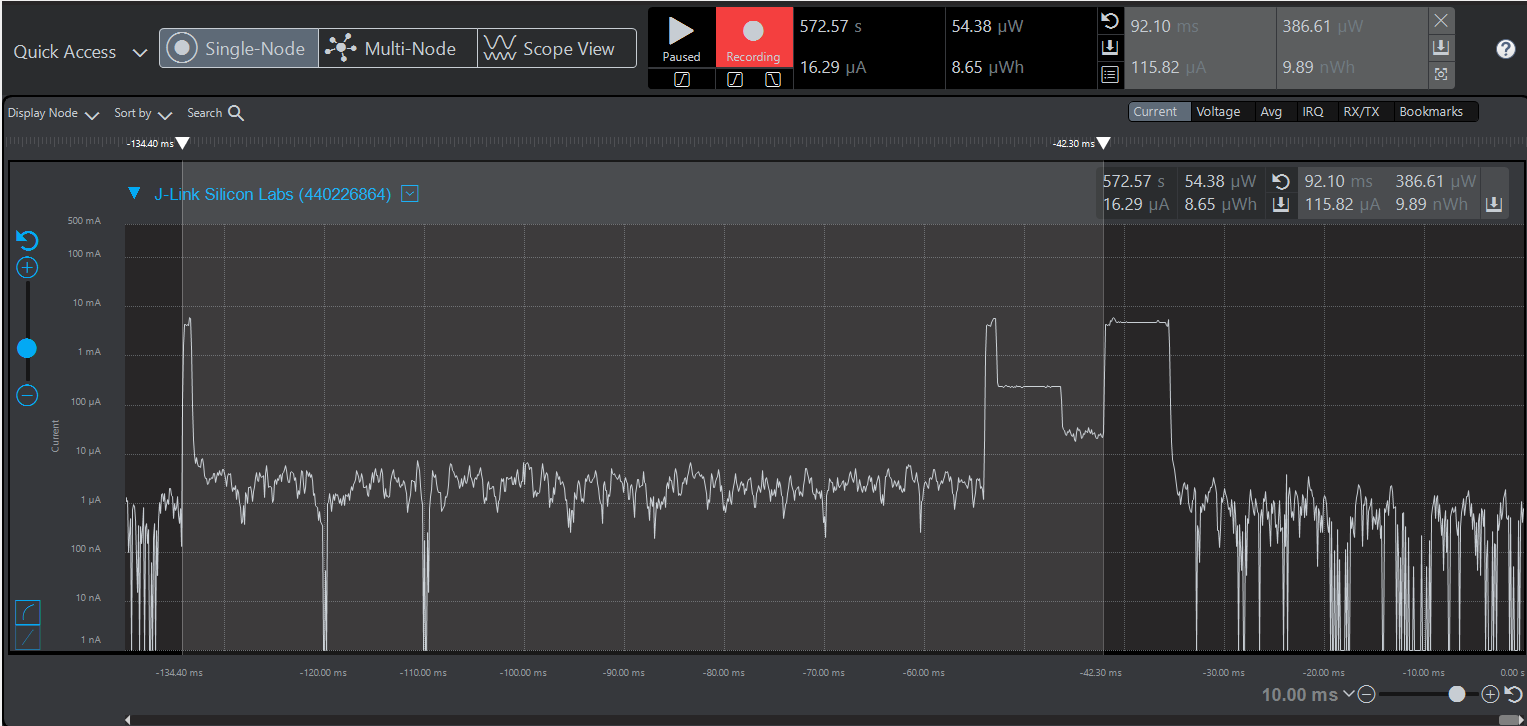 Quick Access Single-Node Multi-Node Scope View
Paused Recording
572.57 s 54.38 µW
16.29 µA 8.65 µWh
92.10 ms 386.61 µW
115.82 µA 9.89 nWh
Display Node Sort by Search
Current Voltage Avg IRQ RX/TX Bookmarks
-134.40 ms -42.30 ms
J-Link Silicon Labs (440226864)
572.57 s 54.38 µW 92.10 ms 386.61 µW
16.29 µA 8.65 µWh 115.82 µA 9.89 nWh
500 mA
100 mA
10 mA
1 mA
100 µA
10 µA
1 µA
100 nA
10 nA
1 nA
Current
-134.40 ms -120.00 ms -110.00 ms -100.00 ms -90.00 ms -80.00 ms -70.00 ms -60.00 ms -42.30 ms -30.00 ms -20.00 ms -10.00 ms 0.00 s
10.00 ms